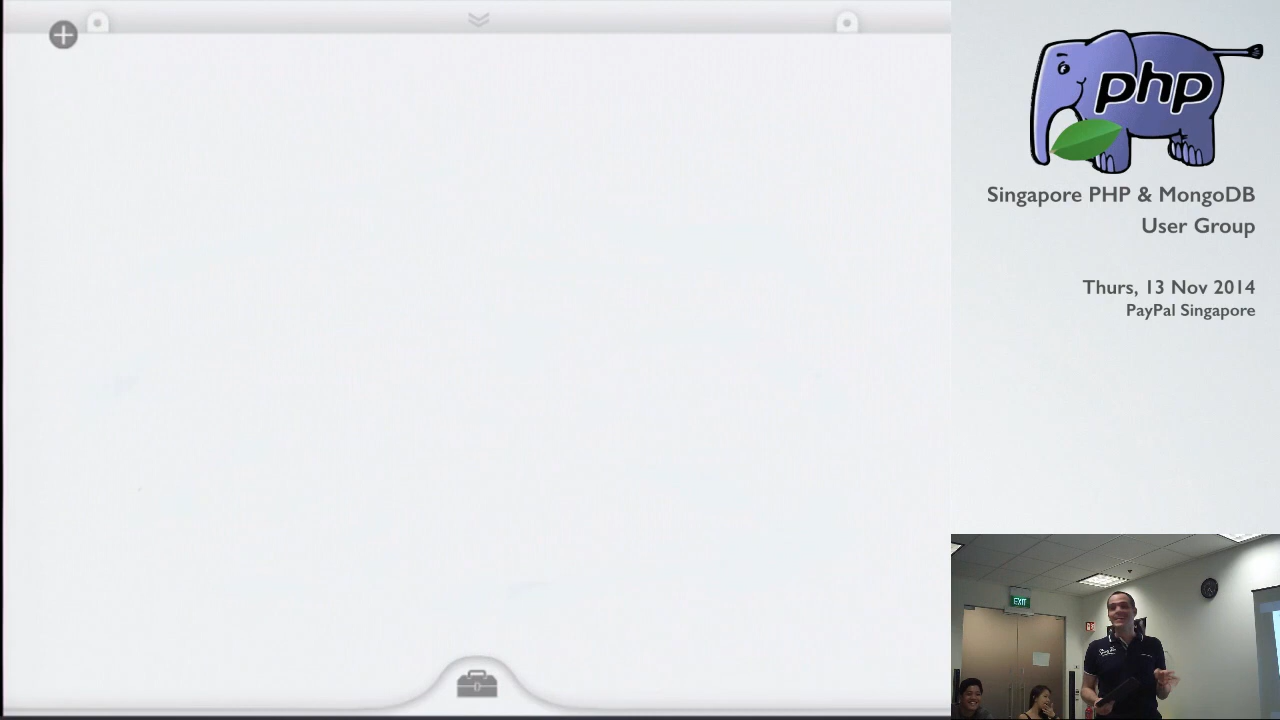 php
Singapore PHP & MongoDB
User Group
Thurs, 13 Nov 2014
PayPal Singapore
EXIT